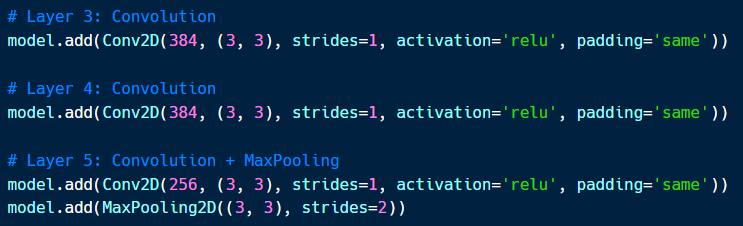 # Layer 3: Convolution
model.add(Conv2D(384, (3, 3), strides=1, activation='relu', padding='same'))
# Layer 4: Convolution
model.add(Conv2D(384, (3, 3), strides=1, activation='relu', padding='same'))
# Layer 5: Convolution + MaxPooling
model.add(Conv2D(256, (3, 3), strides=1, activation='relu', padding='same'))
model.add(MaxPooling2D((3, 3), strides=2))